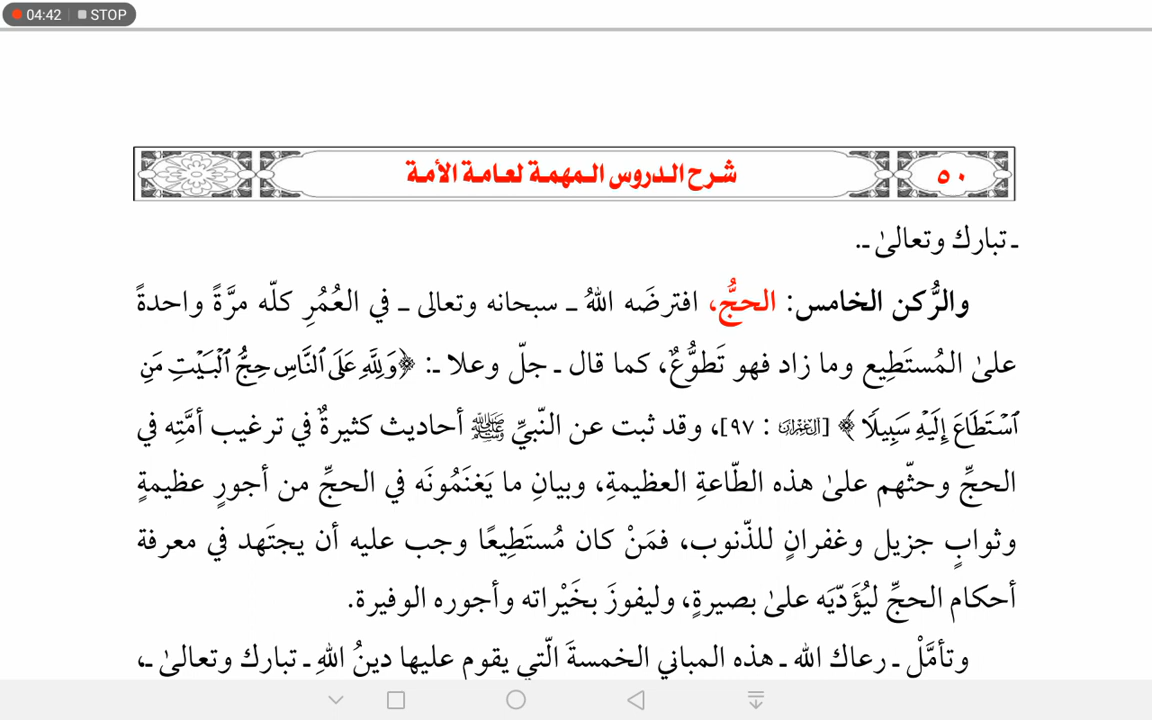 04:42 STOP
٥٠ شرح الدروس المهمة لعامة الأمة
ـ تبارك وتعالىٰ ـ.
والرُّكن الخامس: الحجُّ، افترضَه اللهُ ـ سبحانه وتعالى ـ في العُمُرِ كلّه مرَّةً واحدةً
علىٰ المُستَطِيع وما زاد فهو تَطوُّعٌ، كما قال ـ جلّ وعلا ـ: ﴿وَلِلَّهِ عَلَى ٱلنَّاسِ حِجُّ ٱلۡبَيۡتِ مَنِ
ٱسۡتَطَاعَ إِلَيۡهِ سَبِيلٗا﴾ [آل عمران : ٩٧]، وقد ثبت عن النّبيِّ ﷺ أحاديث كثيرةٌ في ترغيب أمَّتِه في
الحجِّ وحثّهم علىٰ هذه الطّاعةِ العظيمةِ، وبيانِ ما يَغنَمُونَه في الحجِّ من أجورٍ عظيمةٍ
وثوابٍ جزيل وغفرانٍ للذّنوب، فمَنْ كان مُستَطِيعًا وجب عليه أن يجتَهد في معرفة
أحكام الحجِّ ليُؤَدّيَه علىٰ بصيرةٍ، وليفوزَ بخَيْراته وأجوره الوفيرة.
وتأمَّلْ ـ رعاك الله ـ هذه المباني الخمسةَ الّتي يقوم عليها دينُ اللهِ ـ تبارك وتعالىٰ ـ،